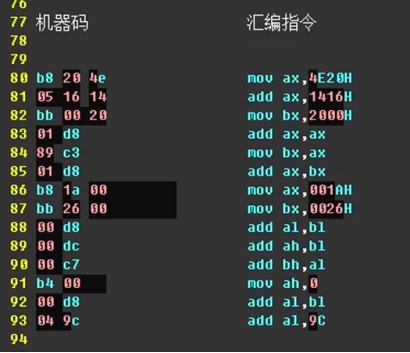 76
77 机器码 汇编指令
78
79
80 b8 20 4e mov ax,4E20H
81 05 16 14 add ax,1416H
82 bb 00 20 mov bx,2000H
83 01 d8 add ax,ax
84 89 c3 mov bx,ax
85 01 d8 add ax,bx
86 b8 1a 00 mov ax,001AH
87 bb 26 00 mov bx,0026H
88 00 d8 add al,bl
89 00 dc add ah,bl
90 00 c7 add bh,al
91 b4 00 mov ah,0
92 00 d8 add al,bl
93 04 9c add al,9C
94